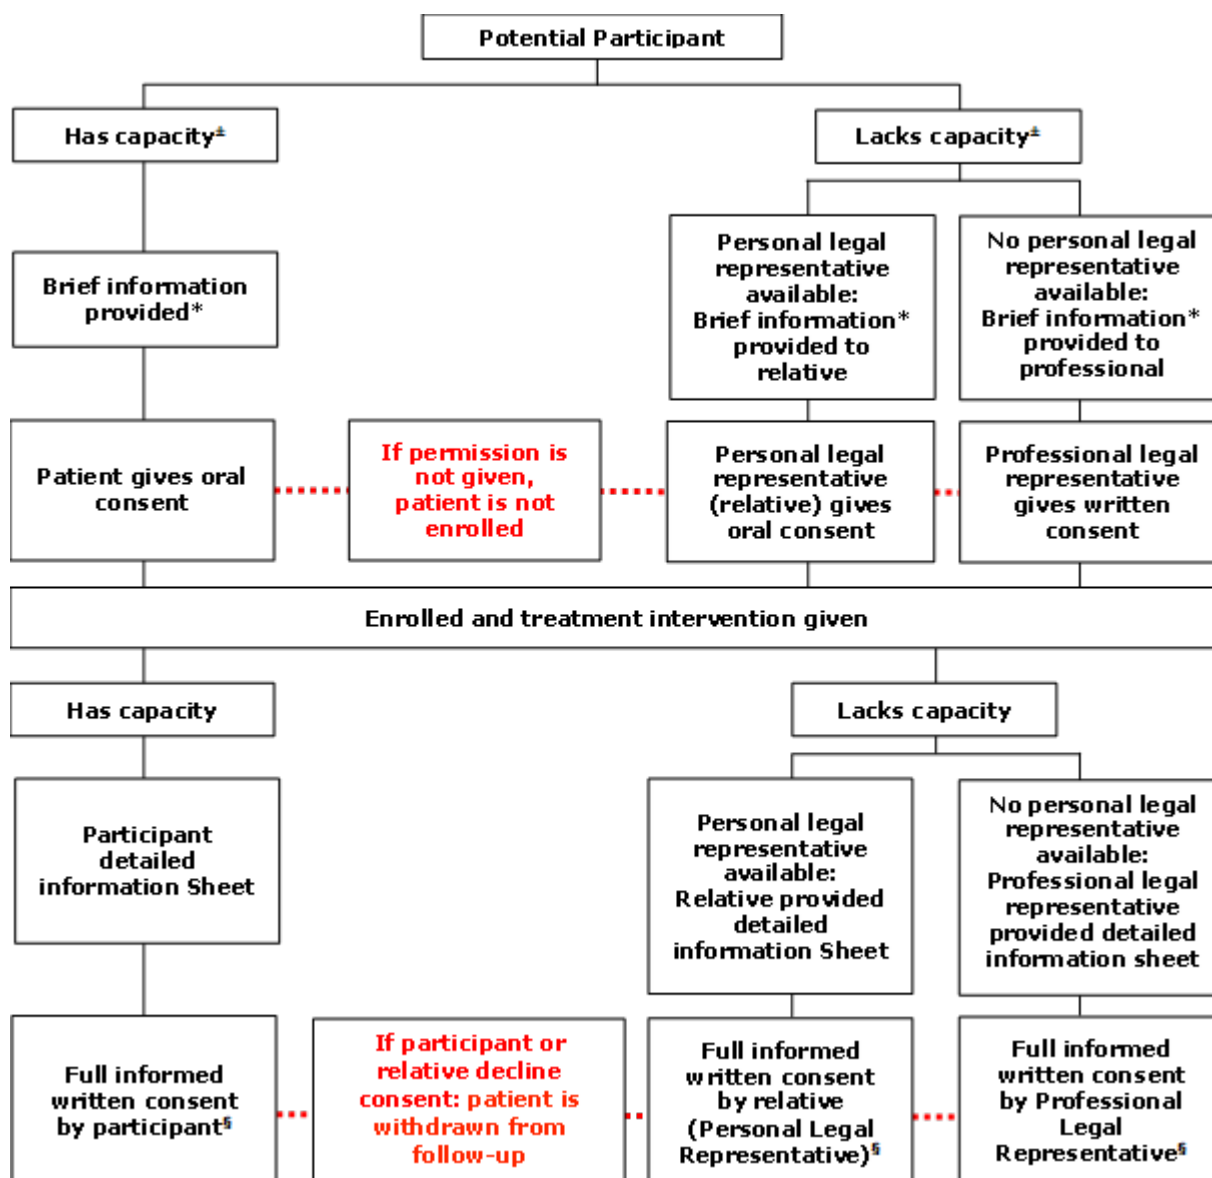 Potential Participant
Has capacity±
Lacks capacity±
Brief information
provided*
Personal legal
representative
available:
Brief information*
provided to
relative
No personal legal
representative
available:
Brief information*
provided to
professional
Patient gives oral
consent
If permission is
not given,
patient is not
enrolled
Personal legal
representative
(relative) gives
oral consent
Professional legal
representative
gives written
consent
Enrolled and treatment intervention given
Has capacity
Lacks capacity
Participant
detailed
information Sheet
Personal legal
representative
available:
Relative provided
detailed
information Sheet
No personal legal
representative
available:
Professional legal
representative
provided detailed
information sheet
Full informed
written consent
by participant§
If participant or
relative decline
consent: patient is
withdrawn from
follow-up
Full informed
written consent
by relative
(Personal Legal
Representative)§
Full informed
written consent
by Professional
Legal
Representative§